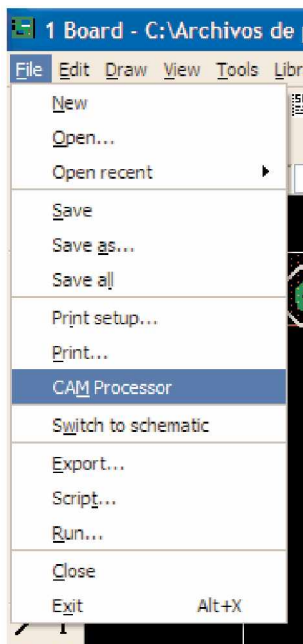 1 Board - C:\Archivos de
File Edit Draw View Tools Libr
New
Open...
Open recent
Save
Save as...
Save all
Print setup...
Print...
CAM Processor
Switch to schematic
Export...
Script...
Run...
Close
Exit Alt+X